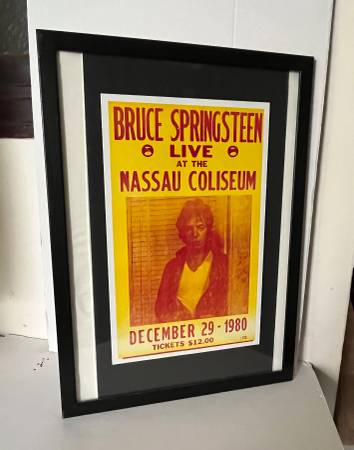 BRUCE SPRINGSTEEN
LIVE
AT THE
NASSAU COLISEUM
DECEMBER 29 - 1980
TICKETS $12.00